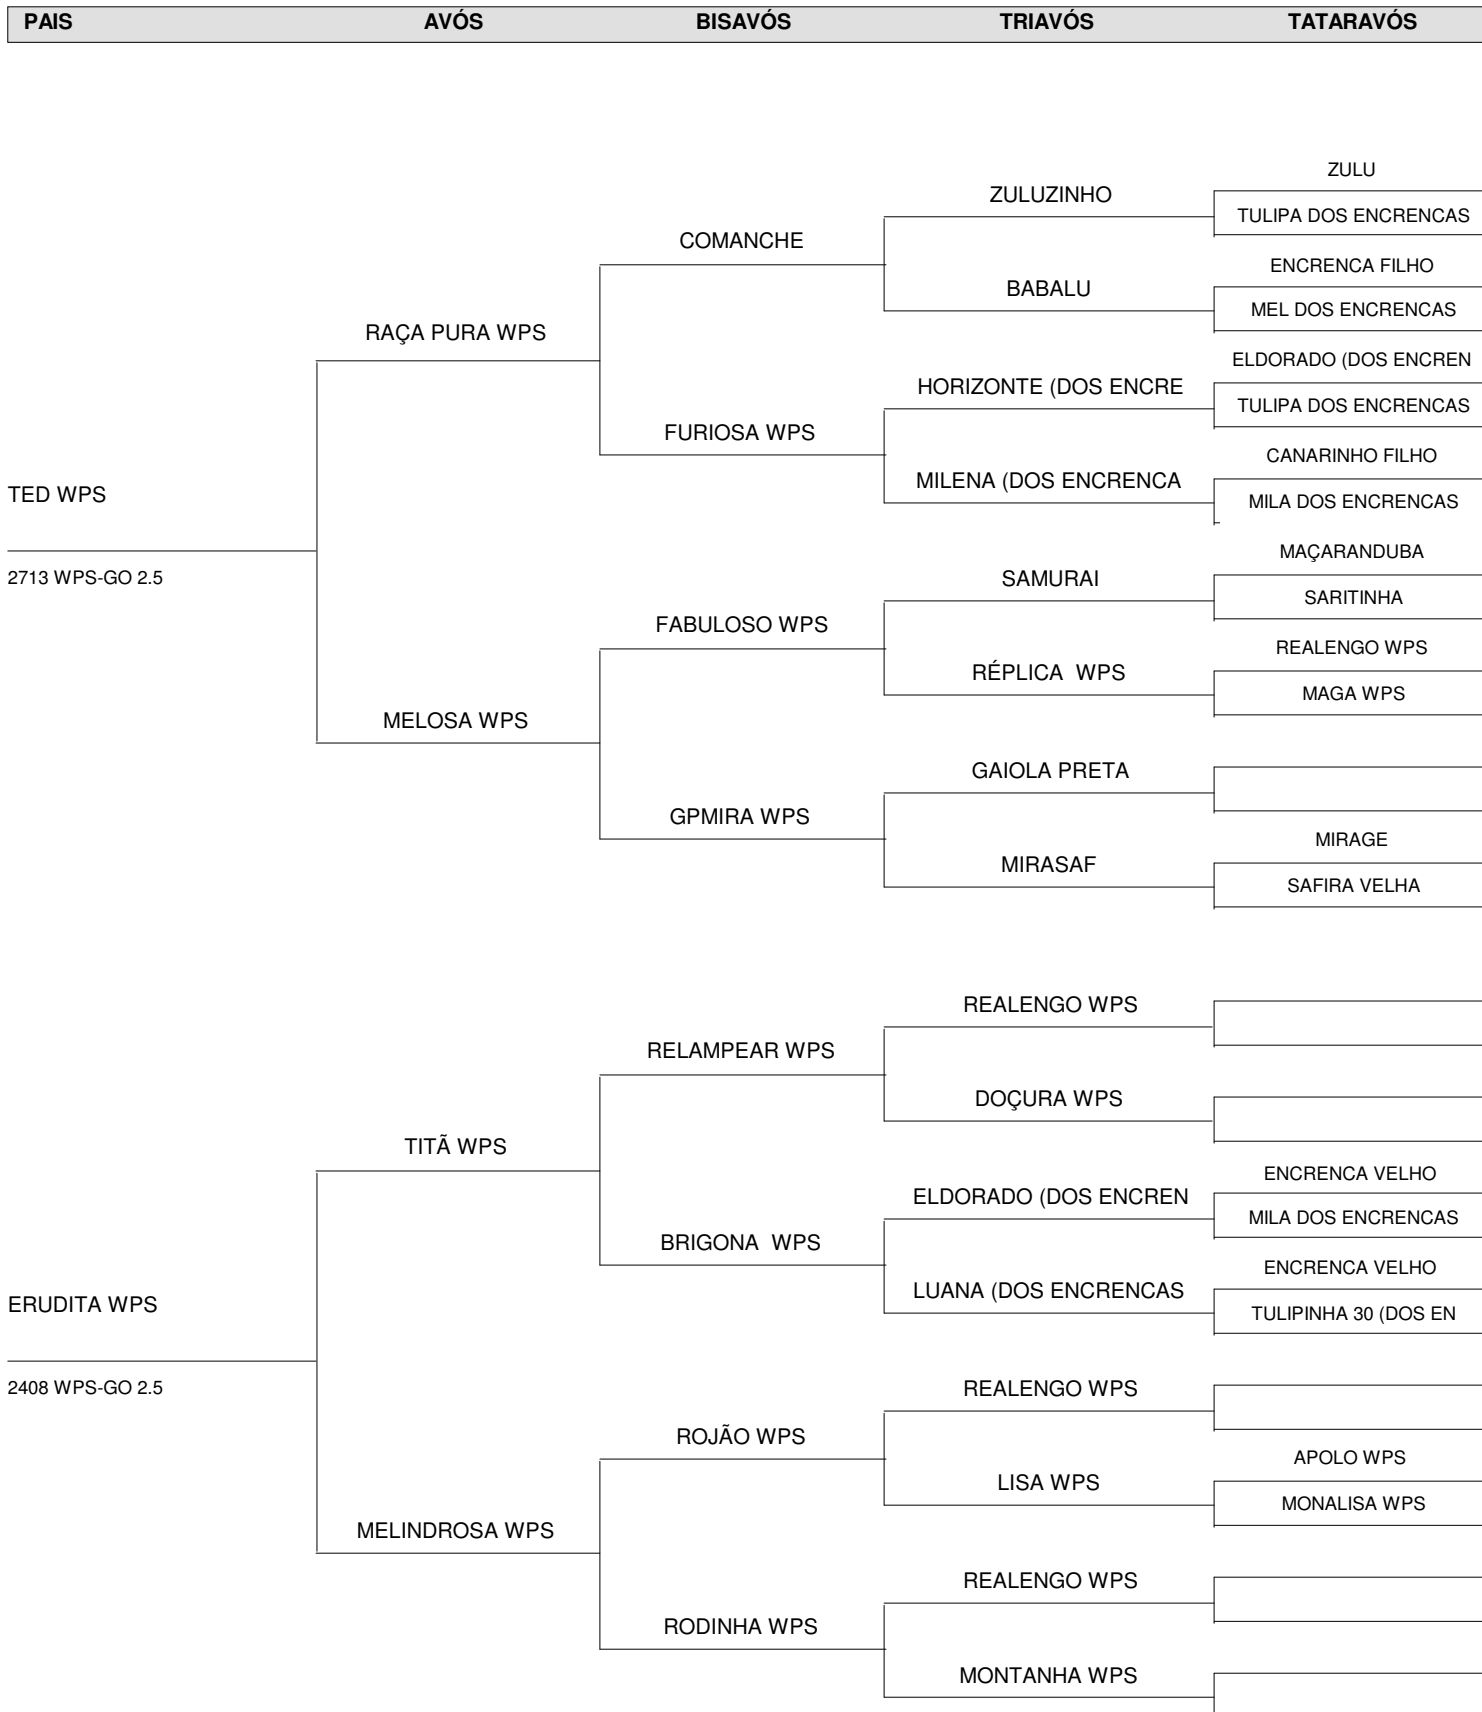 PAIS AVÓS BISAVÓS TRIAVÓS TATARAVÓS
ZULU
ZULUZINHO
TULIPA DOS ENCRENCAS
COMANCHE
ENCRENCA FILHO
BABALU
MEL DOS ENCRENCAS
RAÇA PURA WPS
ELDORADO (DOS ENCREN
HORIZONTE (DOS ENCRE
TULIPA DOS ENCRENCAS
FURIOSA WPS
CANARINHO FILHO
MILENA (DOS ENCRENCA
MILA DOS ENCRENCAS
TED WPS
MAÇARANDUBA
2713 WPS-GO 2.5
SAMURAI
SARITINHA
FABULOSO WPS
REALENGO WPS
RÉPLICA  WPS
MAGA WPS
MELOSA WPS
GAIOLA PRETA
GPMIRA WPS
MIRAGE
MIRASAF
SAFIRA VELHA
REALENGO WPS
RELAMPEAR WPS
DOÇURA WPS
TITÃ WPS
ENCRENCA VELHO
ELDORADO (DOS ENCREN
MILA DOS ENCRENCAS
BRIGONA  WPS
ENCRENCA VELHO
LUANA (DOS ENCRENCAS
TULIPINHA 30 (DOS EN
ERUDITA WPS
2408 WPS-GO 2.5
REALENGO WPS
ROJÃO WPS
APOLO WPS
LISA WPS
MONALISA WPS
MELINDROSA WPS
REALENGO WPS
RODINHA WPS
MONTANHA WPS